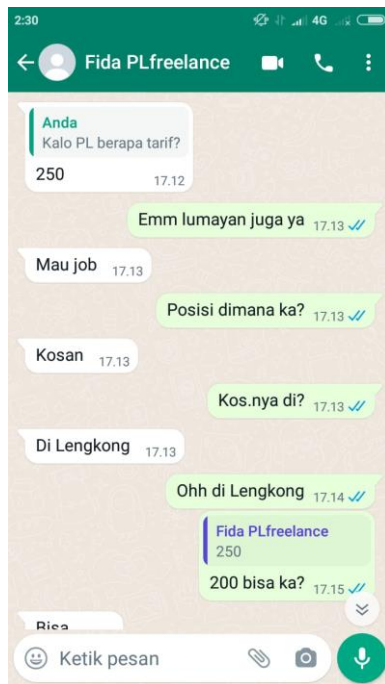 2:30
4G
Fida PLfreelance
Anda
Kalo PL berapa tarif?
250
17.12
Emm lumayan juga ya 17.13
Mau job 17.13
Posisi dimana ka? 17.13
Kosan 17.13
Kos.nya di? 17.13
Di Lengkong 17.13
Ohh di Lengkong 17.14
Fida PLfreelance
250
200 bisa ka? 17.15
Bisa
Ketik pesan